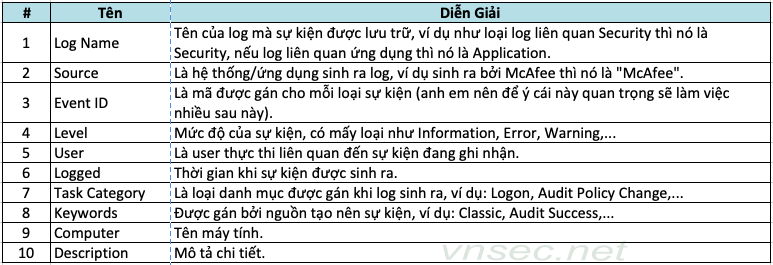 # Tên Diễn Giải
1 Log Name Tên của log mà sự kiện được lưu trữ, ví dụ như loại log liên quan Security thì nó là
Security, nếu log liên quan ứng dụng thì nó là Application.
2 Source Là hệ thống/ứng dụng sinh ra log, ví dụ sinh ra bởi McAfee thì nó là "McAfee".
3 Event ID Là mã được gán cho mỗi loại sự kiện (anh em nên để ý cái này quan trọng sẽ làm việc
nhiều sau này).
4 Level Mức độ của sự kiện, có mấy loại như Information, Error, Warning,...
5 User Là user thực thi liên quan đến sự kiện đang ghi nhận.
6 Logged Thời gian khi sự kiện được sinh ra.
7 Task Category Là loại danh mục được gán khi log sinh ra, ví dụ: Logon, Audit Policy Change,...
8 Keywords Được gán bởi nguồn tạo nên sự kiện, ví dụ: Classic, Audit Success,...
9 Computer Tên máy tính.
10 Description Mô tả chi tiết.
vnsec.net